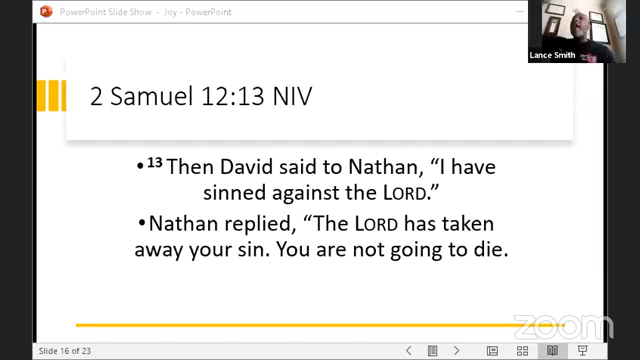 PowerPoint Slide Show - Joy - PowerPoint
Lance Smith
2 Samuel 12:13 NIV
•13 Then David said to Nathan, “I have
sinned against the LORD.”
•Nathan replied, “The LORD has taken
away your sin. You are not going to die.
zoom
Slide 16 of 23